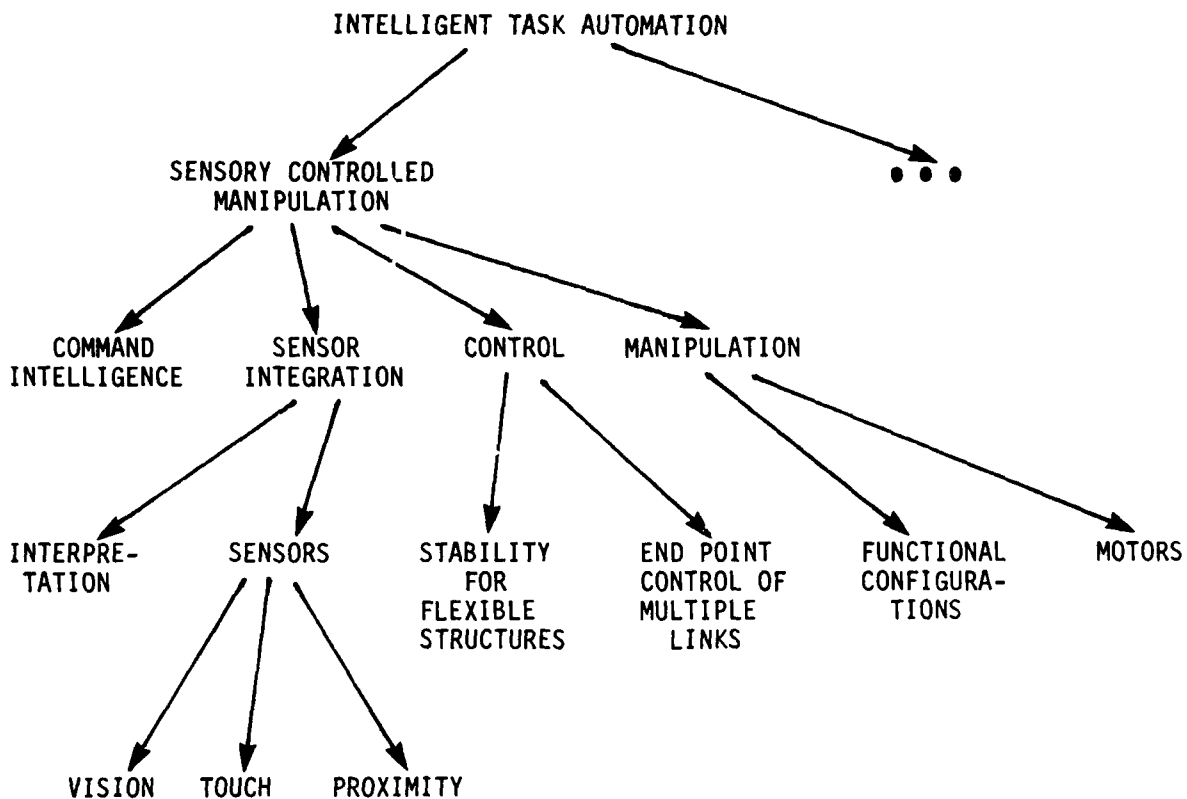 INTELLIGENT TASK AUTOMATION
SENSORY CONTROLLED
MANIPULATION
• • •
COMMAND
INTELLIGENCE
SENSOR
INTEGRATION
CONTROL
MANIPULATION
INTERPRE-
TATION
SENSORS
STABILITY
FOR
FLEXIBLE
STRUCTURES
END POINT
CONTROL OF
MULTIPLE
LINKS
FUNCTIONAL
CONFIGURA-
TIONS
MOTORS
VISION
TOUCH
PROXIMITY